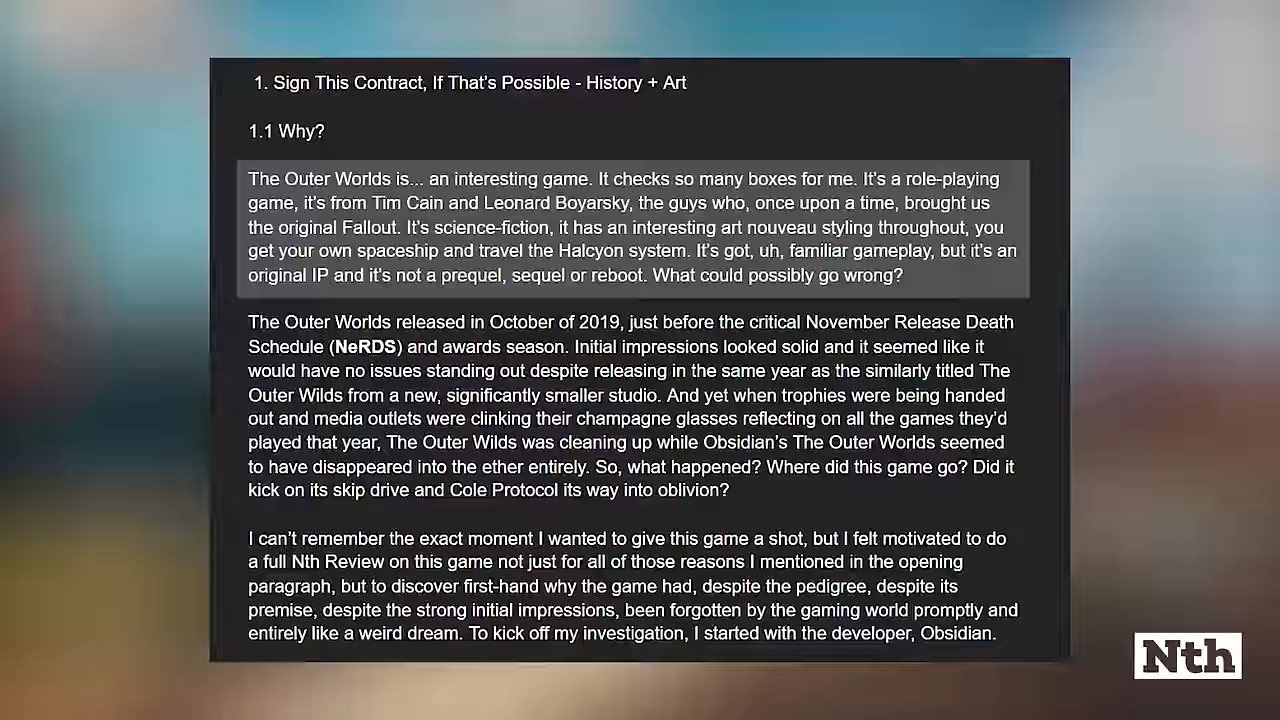 1. Sign This Contract, If That's Possible - History + Art
1.1 Why?
The Outer Worlds is... an interesting game. It checks so many boxes for me. It's a role-playing
game, it's from Tim Cain and Leonard Boyarsky, the guys who, once upon a time, brought us
the original Fallout. It's science-fiction, it has an interesting art nouveau styling throughout, you
get your own spaceship and travel the Halcyon system. It's got, uh, familiar gameplay, but it's an
original IP and it's not a prequel, sequel or reboot. What could possibly go wrong?
The Outer Worlds released in October of 2019, just before the critical November Release Death
Schedule (NeRDS) and awards season. Initial impressions looked solid and it seemed like it
would have no issues standing out despite releasing in the same year as the similarly titled The
Outer Wilds from a new, significantly smaller studio. And yet when trophies were being handed
out and media outlets were clinking their champagne glasses reflecting on all the games they'd
played that year, The Outer Wilds was cleaning up while Obsidian's The Outer Worlds seemed
to have disappeared into the ether entirely. So, what happened? Where did this game go? Did it
kick on its skip drive and Cole Protocol its way into oblivion?
I can't remember the exact moment I wanted to give this game a shot, but I felt motivated to do
a full Nth Review on this game not just for all of those reasons I mentioned in the opening
paragraph, but to discover first-hand why the game had, despite the pedigree, despite its
premise, despite the strong initial impressions, been forgotten by the gaming world promptly and
entirely like a weird dream. To kick off my investigation, I started with the developer, Obsidian.
Nth